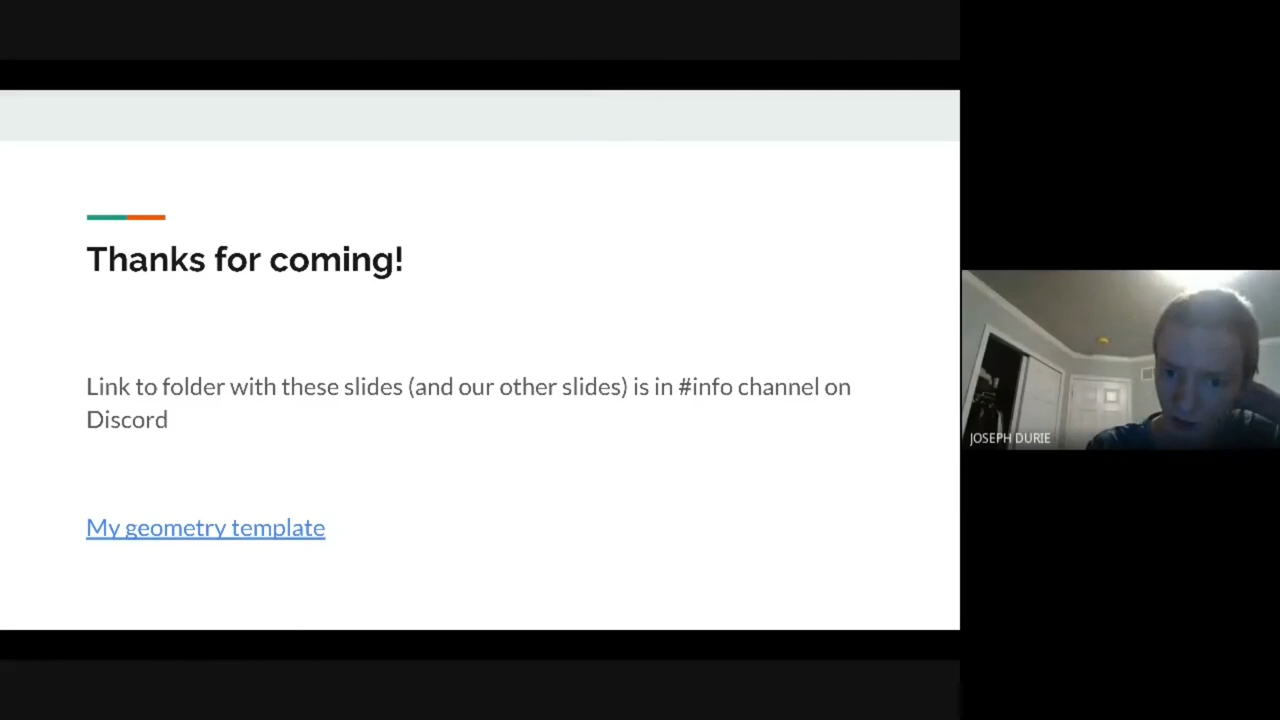 Thanks for coming!
Link to folder with these slides (and our other slides) is in #info channel on
Discord
My geometry template
JOSEPH DURIE